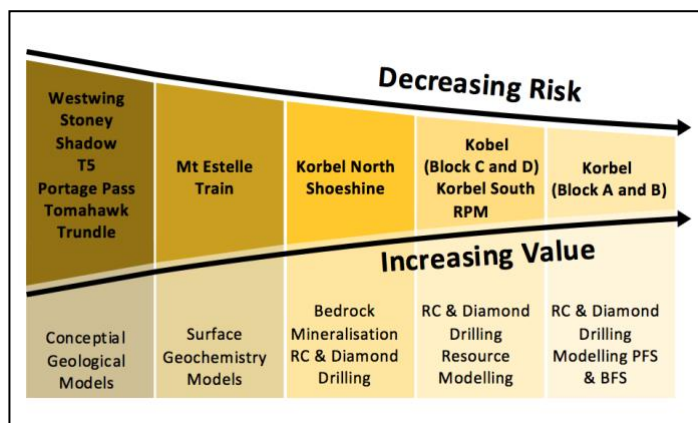 Decreasing Risk
Westwing
Stoney
Shadow
T5
Portage Pass
Tomahawk
Trundle
Mt Estelle
Train
Korbel North
Shoeshine
Kobel
(Block C and D)
Korbel South
RPM
Korbel
(Block A and B)
Increasing Value
Conceptial
Geological
Models
Surface
Geochemistry
Models
Bedrock
Mineralisation
RC & Diamond
Drilling
RC & Diamond
Drilling
Resource
Modelling
RC & Diamond
Drilling
Modelling PFS
& BFS